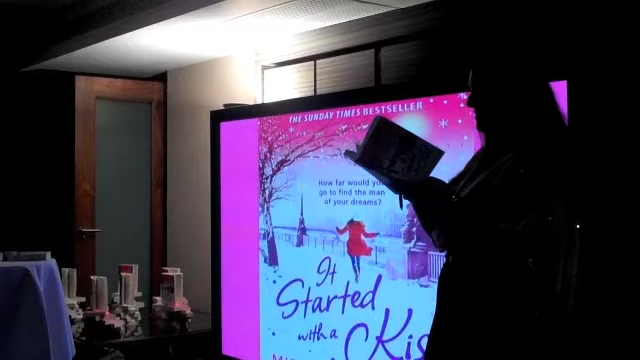 THE SUNDAY TIMES BESTSELLER
How far would you
go to find the man
of your dreams?
It
Started
with a
Kis